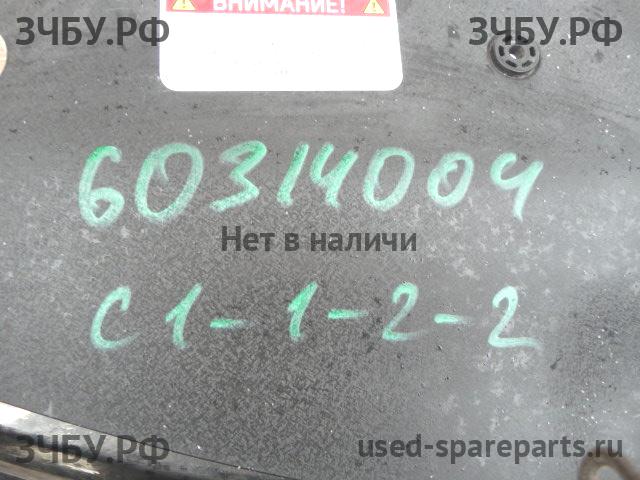 ВНИМАНИЕ!
ЗЧБУ.РФ ЗЧБУ.РФ
60314004
Нет в наличи
С1-1-2-2
ЗЧБУ.РФ used-spareparts.ru